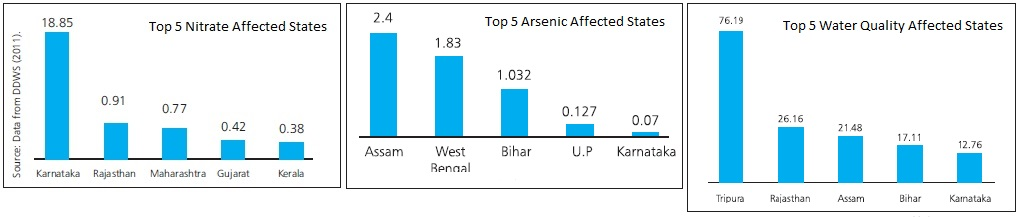 Top 5 Nitrate Affected States
18.85
0.91
0.77
0.42
0.38
Karnataka Rajasthan Maharashtra Gujarat Kerala
Source: Data from DDWS (2011).
Top 5 Arsenic Affected States
2.4
1.83
1.032
0.127
0.07
Assam West Bihar U.P Karnataka
Bengal
Top 5 Water Quality Affected States
76.19
26.16
21.48
17.11
12.76
Tripura Rajasthan Assam Bihar Karnataka